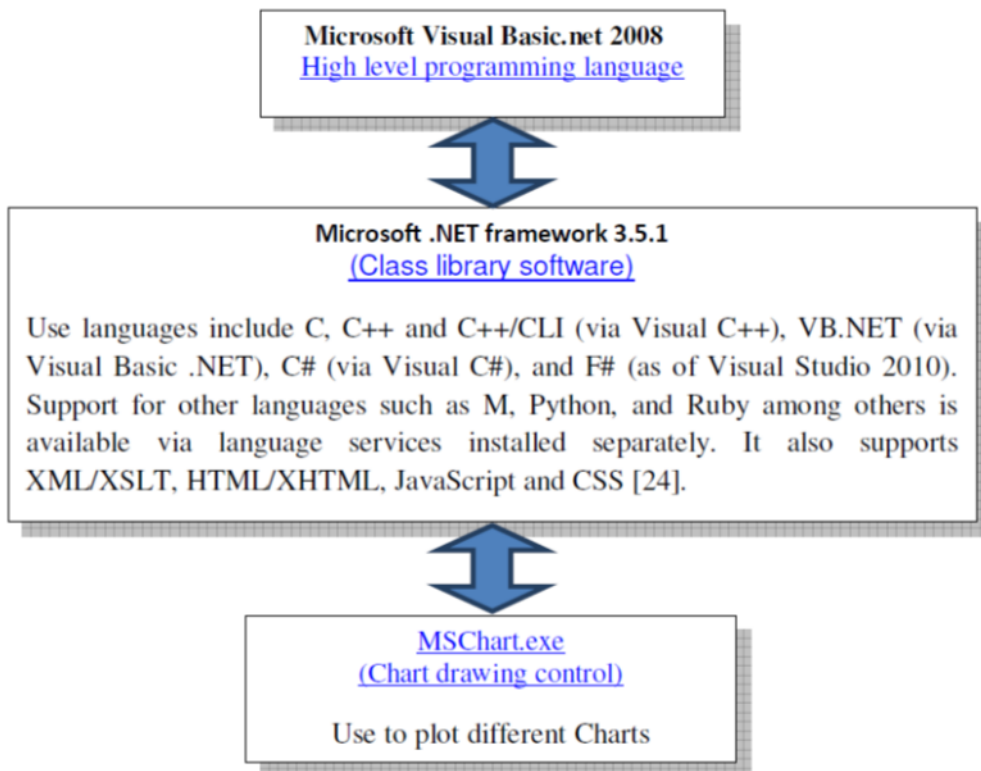 Microsoft Visual Basic.net 2008
High level programming language
Microsoft .NET framework 3.5.1
(Class library software)
Use languages include C, C++ and C++/CLI (via Visual C++), VB.NET (via
Visual Basic .NET), C# (via Visual C#), and F# (as of Visual Studio 2010).
Support for other languages such as M, Python, and Ruby among others is
available via language services installed separately. It also supports
XML/XSLT, HTML/XHTML, JavaScript and CSS [24].
MSChart.exe
(Chart drawing control)
Use to plot different Charts